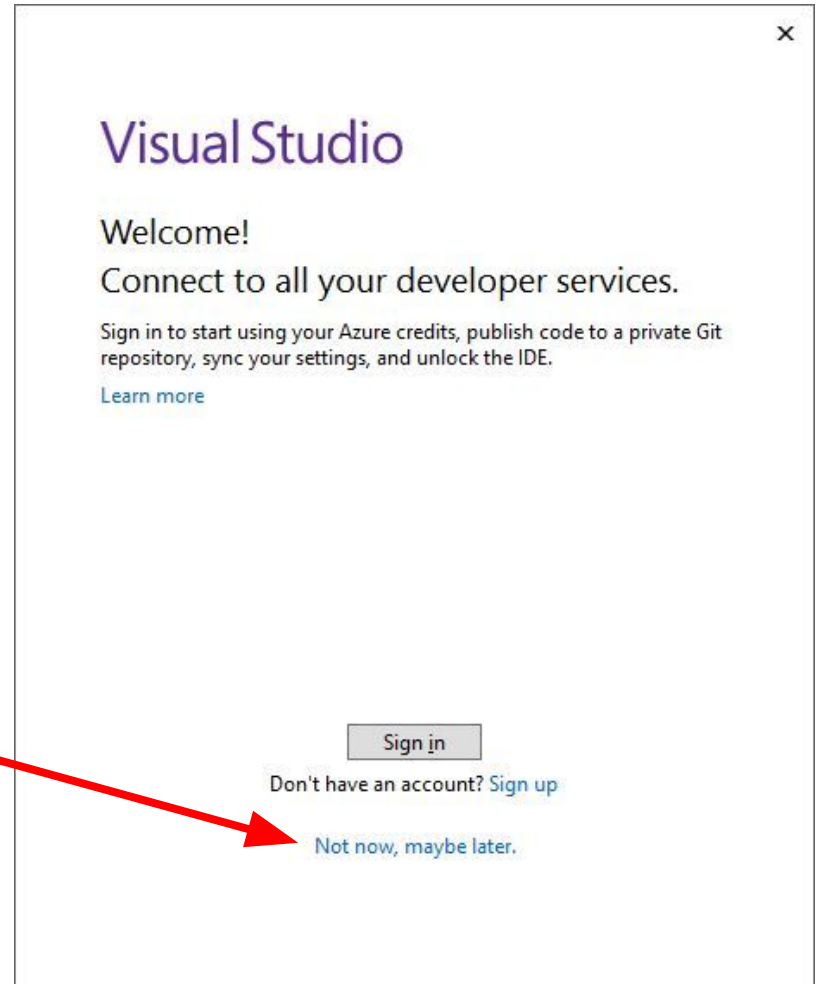 Visual Studio
Welcome!
Connect to all your developer services.
Sign in to start using your Azure credits, publish code to a private Git
repository, sync your settings, and unlock the IDE.
Learn more
Sign in
Don't have an account? Sign up
Not now, maybe later.